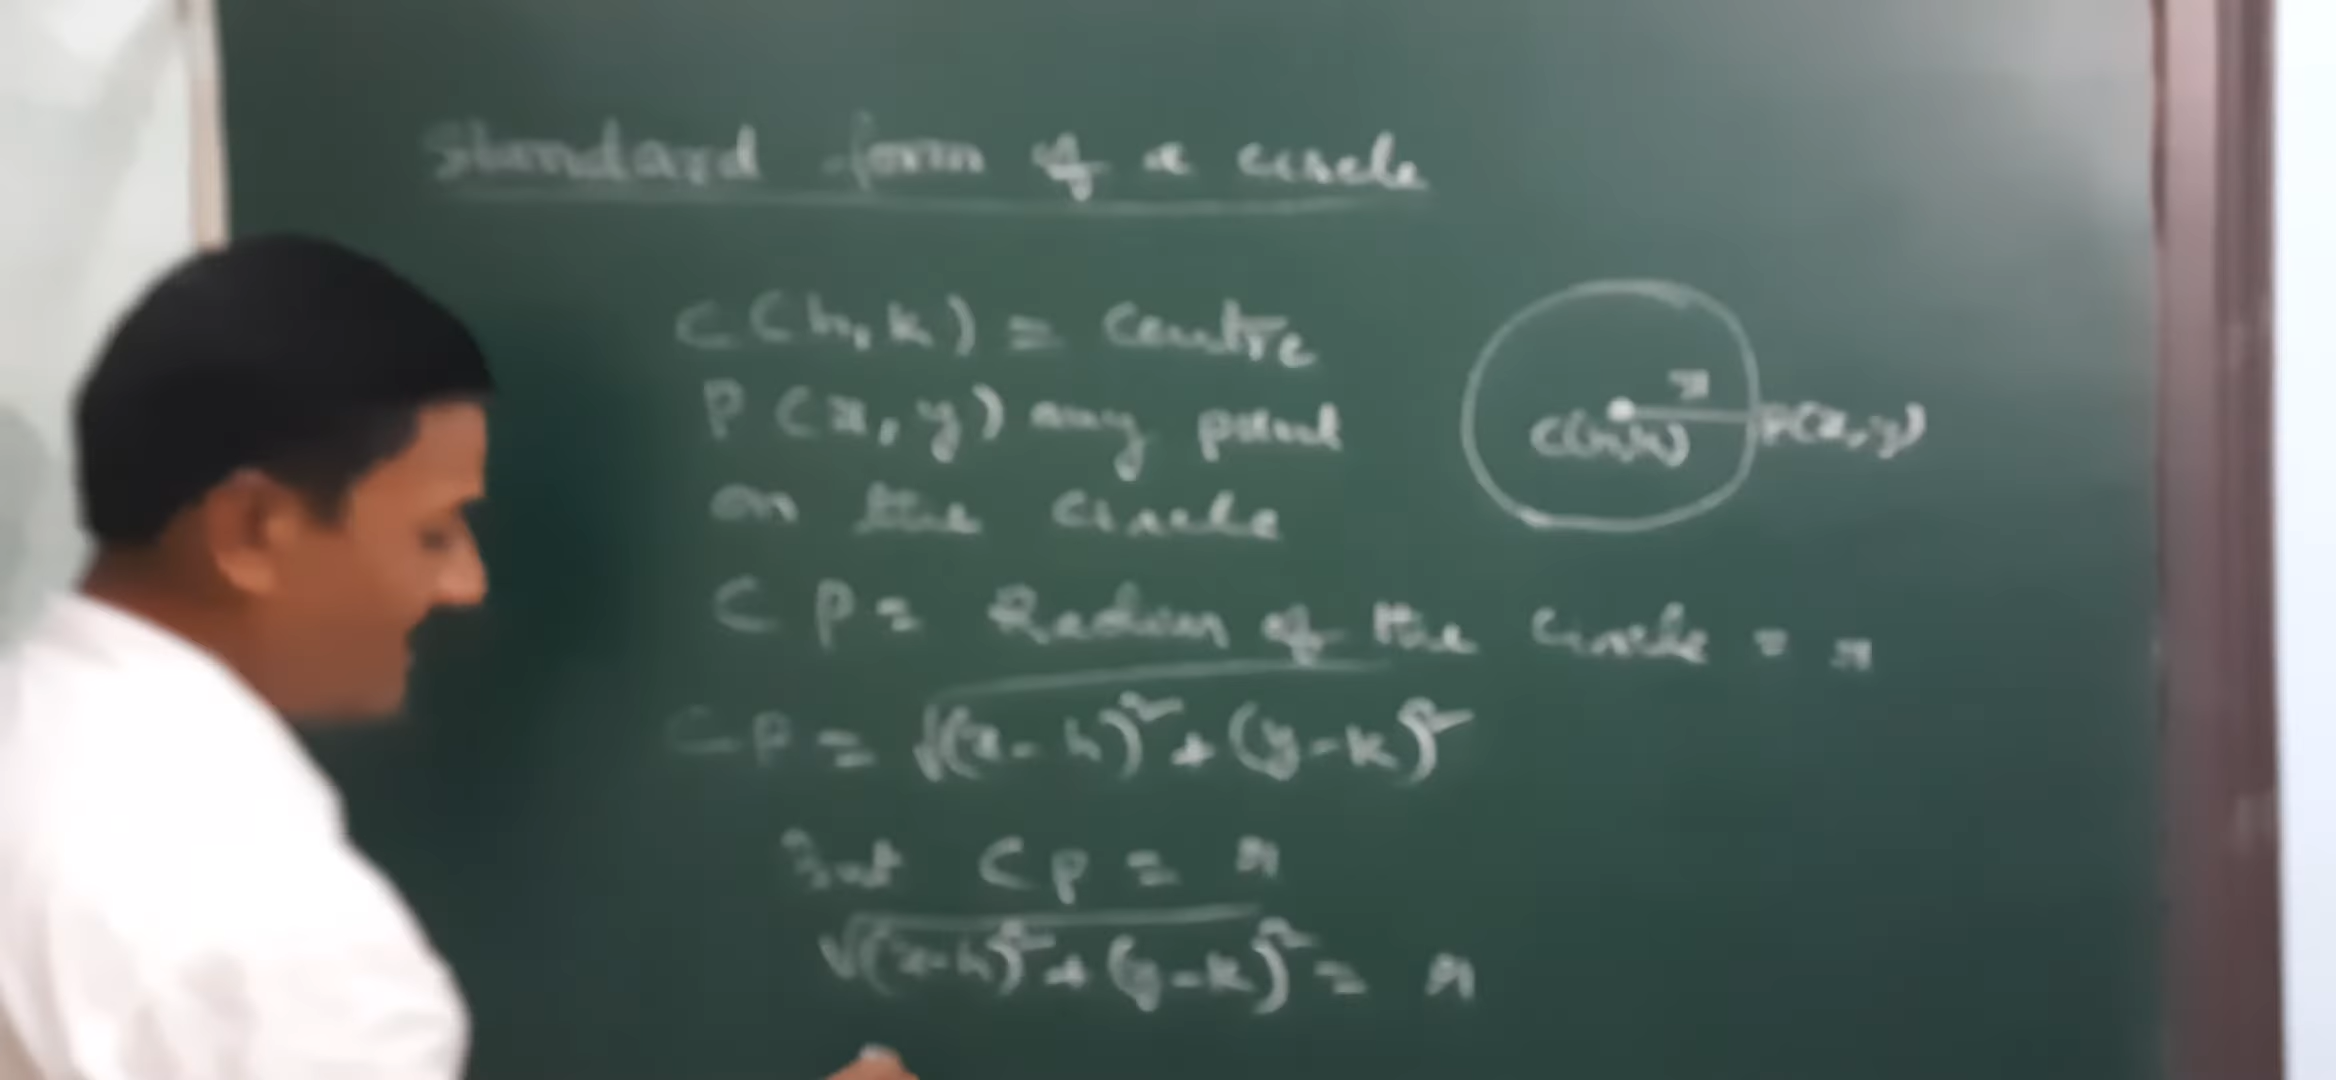 Standard form of a circle
C(h,k) = Centre
P(x,y) any point
on the circle
r
C(h,k)
P(x,y)
CP = Radius of the Circle = r
CP = √(x-h)²+(y-k)²
But CP = r
√(x-h)²+(y-k)² = r